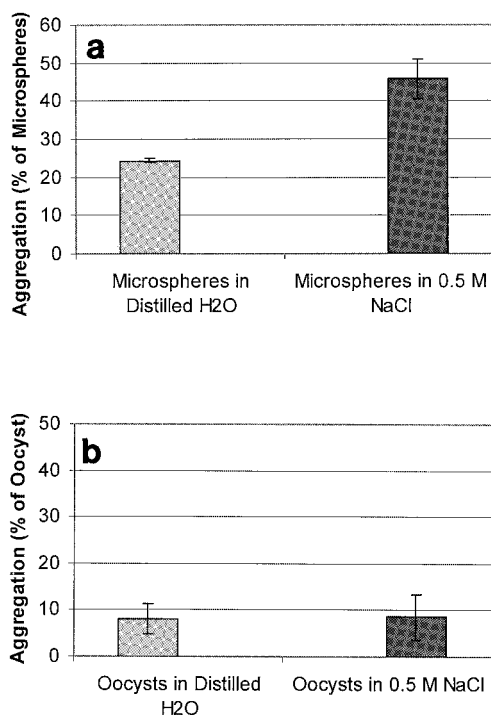 a
Aggregation (% of Microspheres)
60
50
40
30
20
10
0
Microspheres in
Distilled H2O
Microspheres in 0.5 M
NaCl
b
Aggregation (% of Oocyst)
50
40
30
20
10
0
Oocysts in Distilled
H2O
Oocysts in 0.5 M NaCl